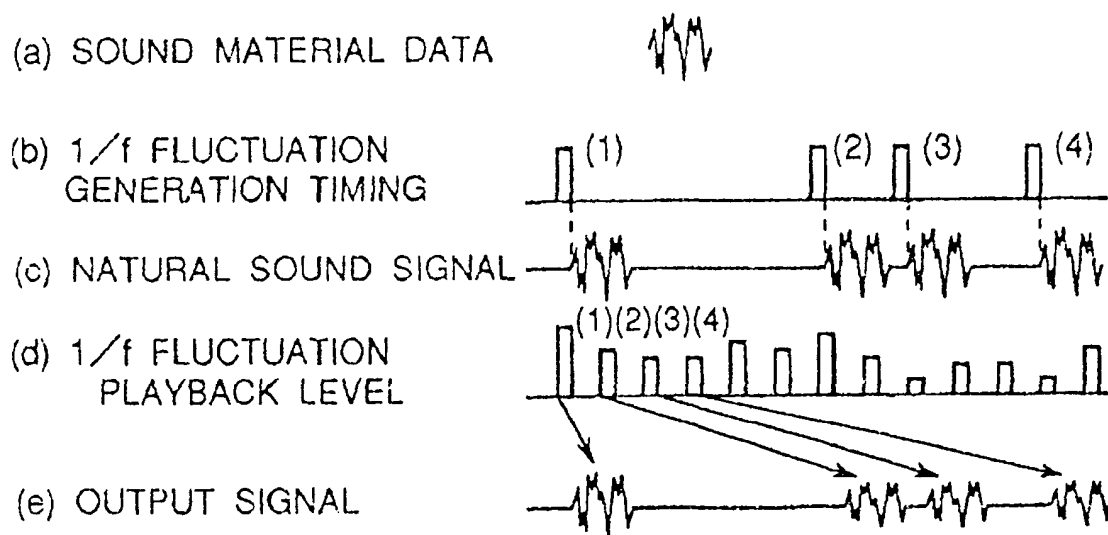 (a) SOUND MATERIAL DATA
(b) 1/f FLUCTUATION
GENERATION TIMING
(1)
(2)
(3)
(4)
(c) NATURAL SOUND SIGNAL
(d) 1/f FLUCTUATION
PLAYBACK LEVEL
(1)(2)(3)(4)
(e) OUTPUT SIGNAL